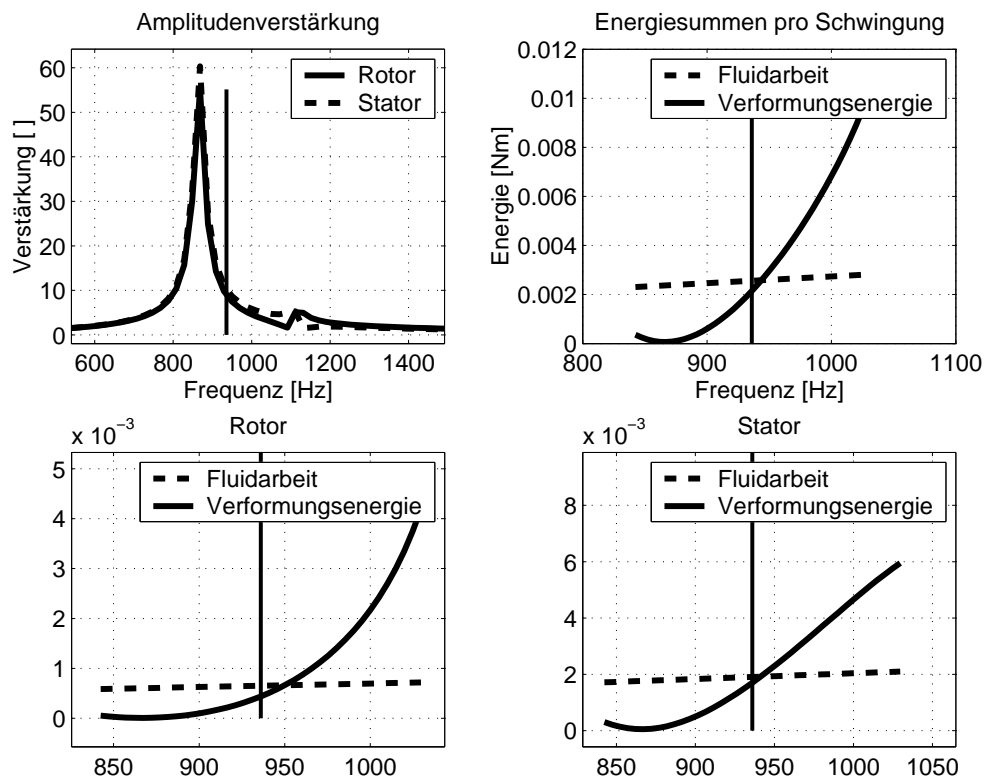 Amplitudenverstärkung
Verstärkung [ ]
60
50
40
30
20
10
0
Rotor
Stator
600 800 1000 1200 1400
Frequenz [Hz]
Energiesummen pro Schwingung
Energie [Nm]
0.012
0.01
0.008
0.006
0.004
0.002
0
Fluidarbeit
Verformungsenergie
800 900 1000 1100
Frequenz [Hz]
x 10−3
Rotor
5
4
3
2
1
0
Fluidarbeit
Verformungsenergie
850 900 950 1000
x 10−3
Stator
8
6
4
2
0
Fluidarbeit
Verformungsenergie
850 900 950 1000 1050